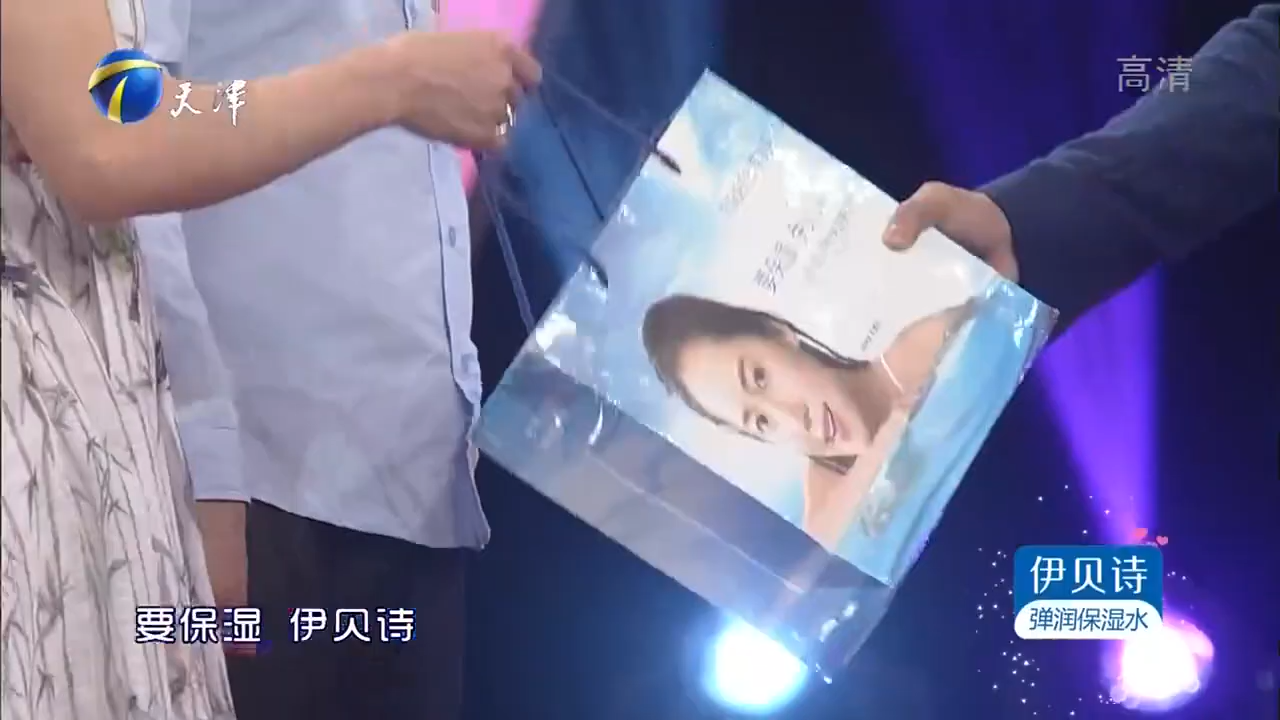 天津
高清
要保湿 伊贝诗
伊贝诗
弹润保湿水